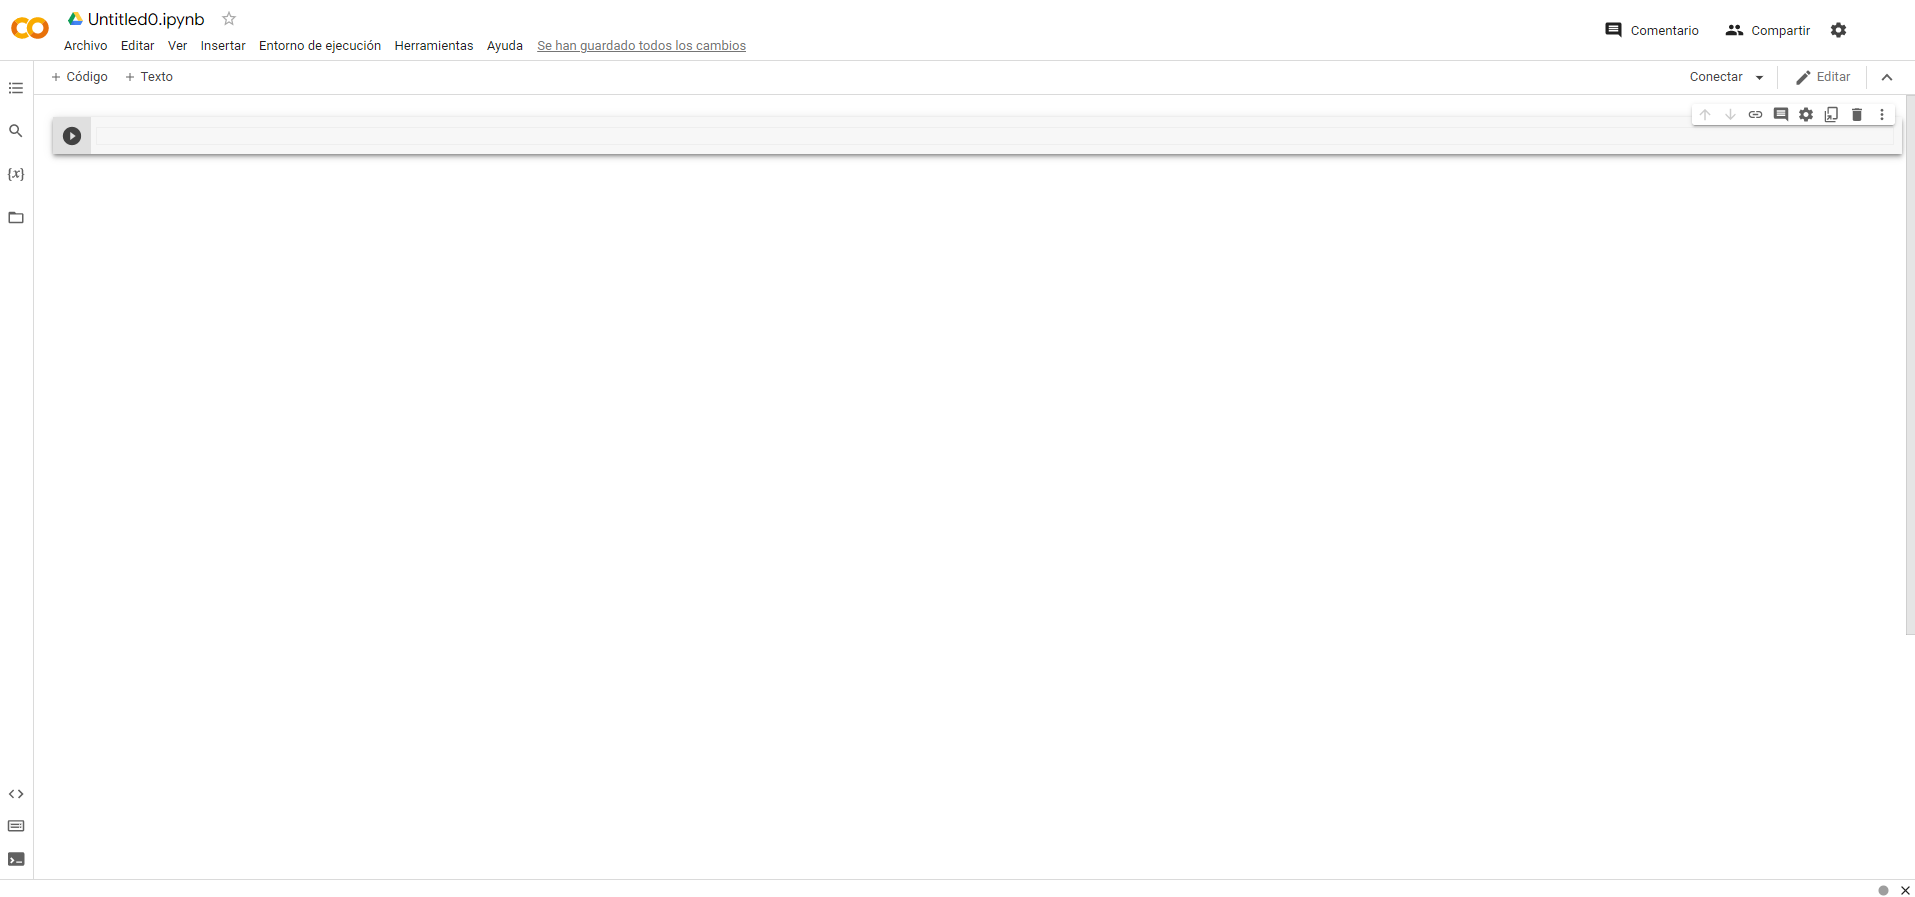 Untitled0.ipynb
Archivo Editar Ver Insertar Entorno de ejecución Herramientas Ayuda Se han guardado todos los cambios
Comentario Compartir
+ Código + Texto
Conectar Editar
{x}